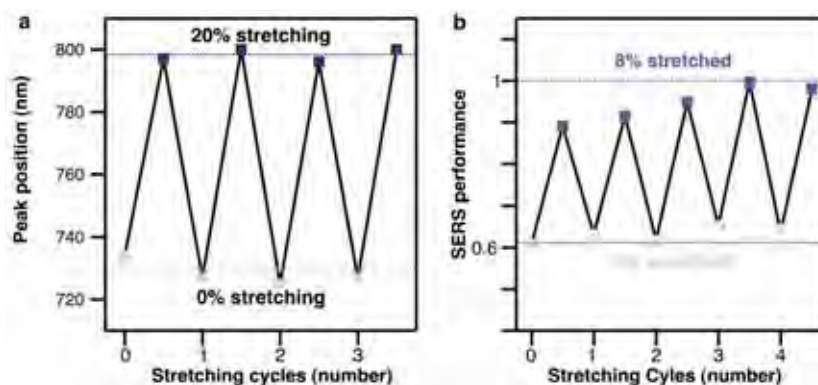 a
20% stretching
800
780
760
740
720
Peak position (nm)
0% stretching
0
1
2
3
Stretching cycles (number)
b
8% stretched
1
0.6
SERS performance
0
1
2
3
4
Stretching Cyles (number)